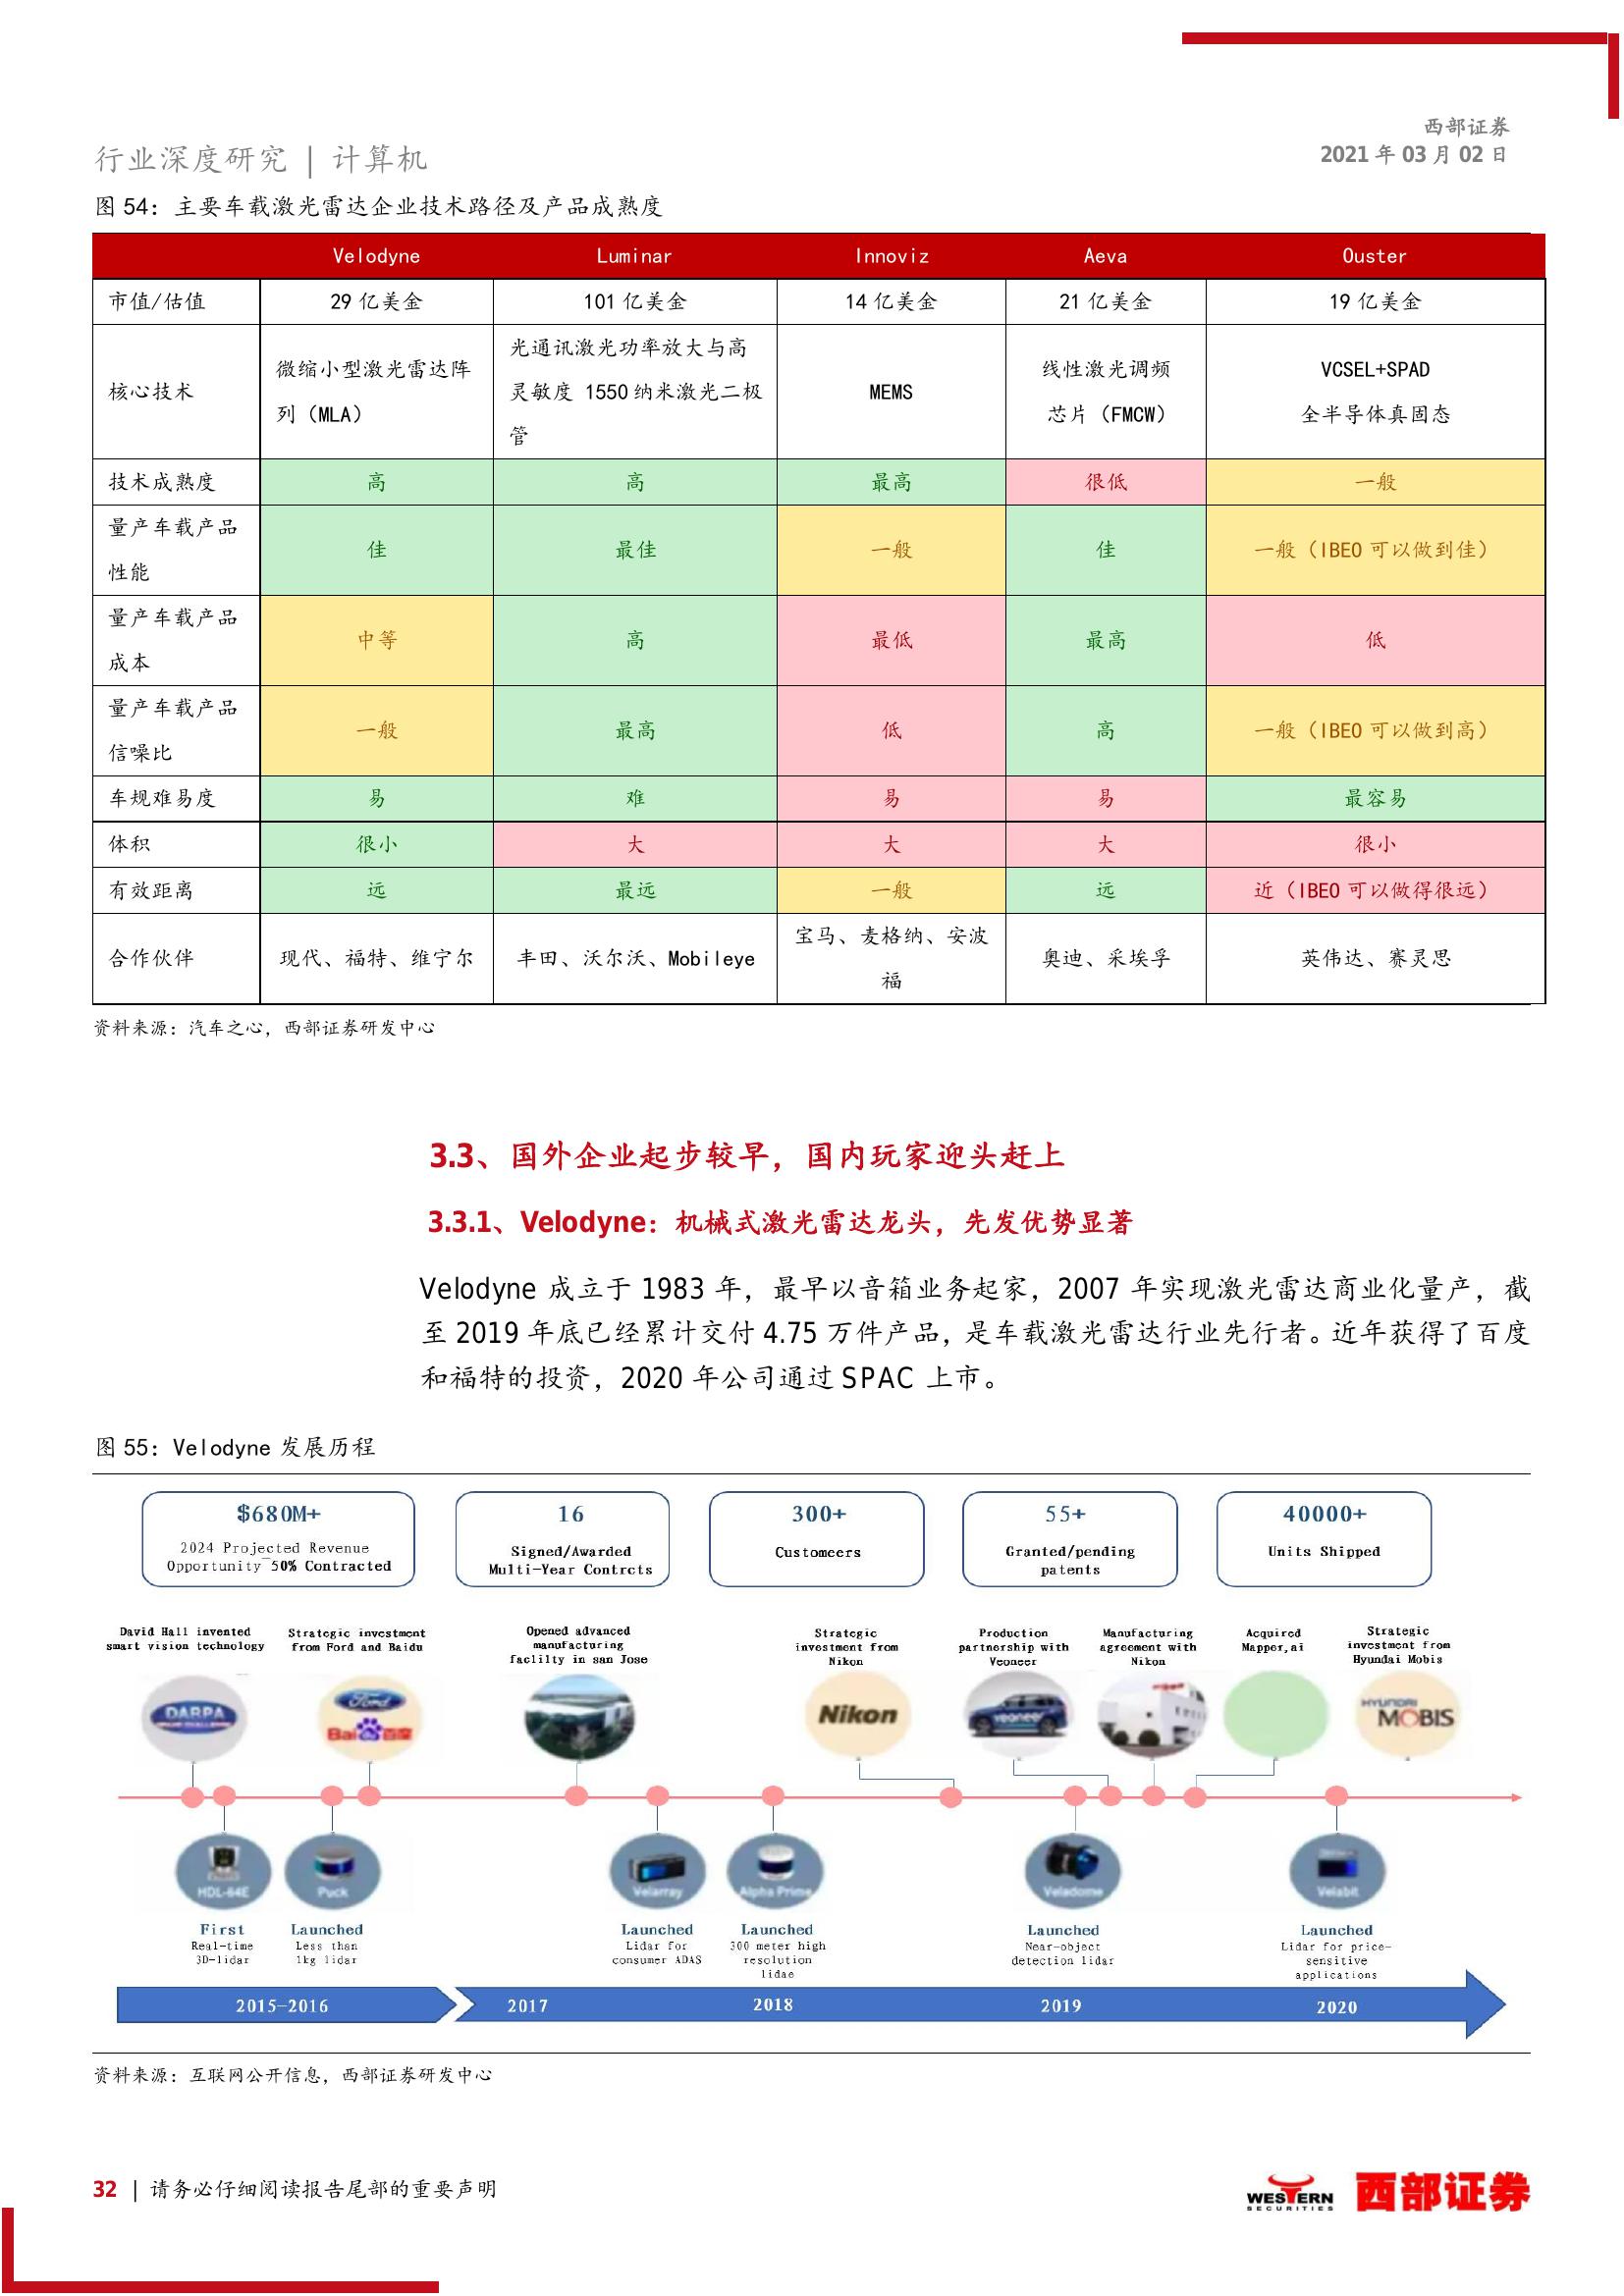 西部证券
行业深度研究 | 计算机
2021 年 03 月 02 日
图 54：主要车载激光雷达企业技术路径及产品成熟度
Velodyne Luminar Innoviz Aeva Ouster
市值/估值 29 亿美金 101 亿美金 14 亿美金 21 亿美金 19 亿美金
核心技术
微缩小型激光雷达阵
列（MLA）
光通讯激光功率放大与高
灵敏度 1550 纳米激光二极
管
MEMS
线性激光调频
芯片（FMCW）
VCSEL+SPAD
全半导体真固态
技术成熟度 高 高 最高 很低 一般
量产车载产品
性能
佳 最佳 一般 佳 一般（IBEO 可以做到佳）
量产车载产品
成本
中等 高 最低 最高 低
量产车载产品
信噪比
一般 最高 低 高 一般（IBEO 可以做到高）
车规难易度 易 难 易 易 最容易
体积 很小 大 大 大 很小
有效距离 远 最远 一般 远 近（IBEO 可以做得很远）
合作伙伴 现代、福特、维宁尔 丰田、沃尔沃、Mobileye
宝马、麦格纳、安波
福
奥迪、采埃孚 英伟达、赛灵思
资料来源：汽车之心，西部证券研发中心
3.3、国外企业起步较早，国内玩家迎头赶上
3.3.1、Velodyne：机械式激光雷达龙头，先发优势显著
Velodyne 成立于 1983 年，最早以音箱业务起家，2007 年实现激光雷达商业化量产，截
至 2019 年底已经累计交付 4.75 万件产品，是车载激光雷达行业先行者。近年获得了百度
和福特的投资，2020 年公司通过 SPAC 上市。
图 55：Velodyne 发展历程
$680M+
2024 Projected Revenue
Opportunity¯50% Contracted
16
Signed/Awarded
Multi-Year Contrcts
300+
Customeers
55+
Granted/pending
patents
40000+
Units Shipped
David Hall invented
smart vision technology
Strategic investment
from Ford and Baidu
Opened advanced
manufacturing
faclilty in san Jose
Strategic
investment from
Nikon
Production
partnership with
Veoneer
Manufacturing
agreement with
Nikon
Acquired
Mapper,ai
Strategic
investment from
Hyundai Mobis
DARPA
Ford
Bai 百度
Nikon
veoneer
HYUNDAI
MOBIS
HDL-64E
Puck
Velarray
Alpha Prime
Veladome
Velabit
First
Real-time
3D-lidar
Launched
Less than
1kg lidar
Launched
Lidar for
consumer ADAS
Launched
300 meter high
resolution
lidae
Launched
Near-object
detection lidar
Launched
Lidar for price-
sensitive
applications
2015-2016 2017 2018 2019 2020
资料来源：互联网公开信息，西部证券研发中心
32 | 请务必仔细阅读报告尾部的重要声明
WESTERN
SECURITIES
西部证券